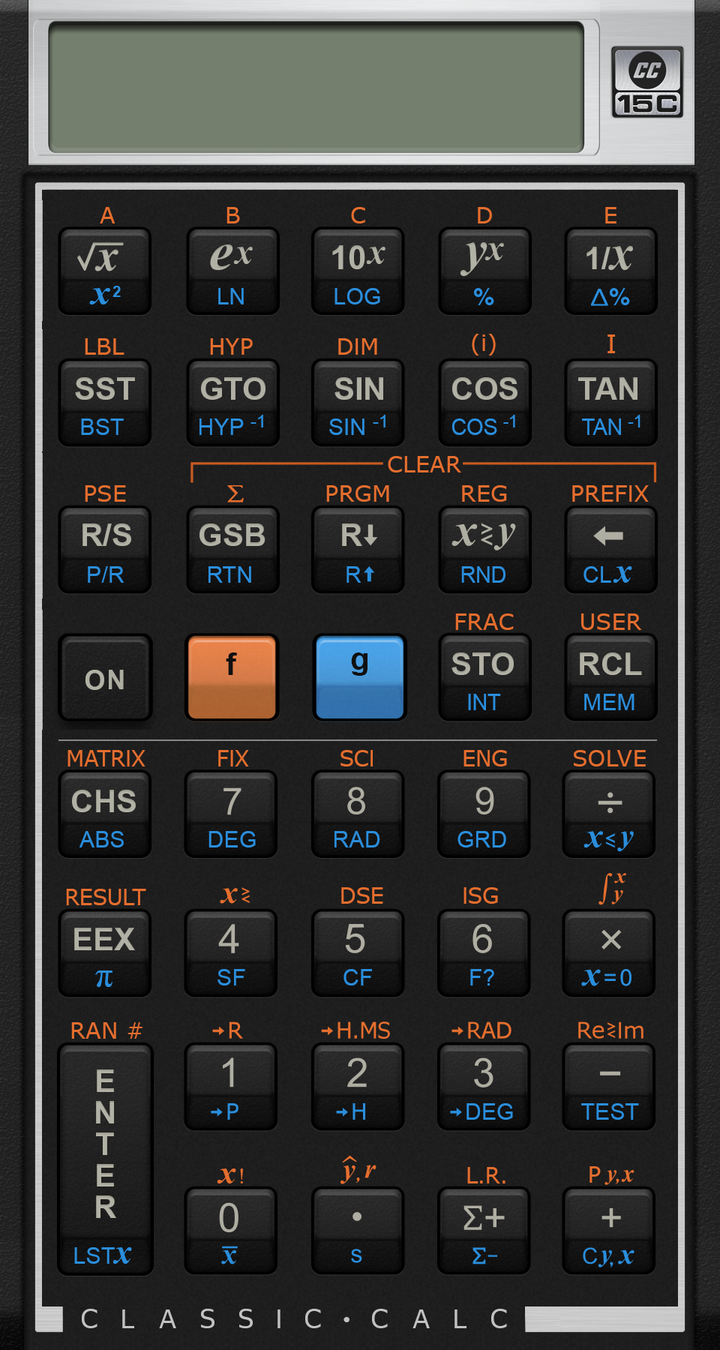 CC
15C
A B C D E
√x eˣ 10ˣ yˣ 1/x
x² LN LOG % Δ%
LBL HYP DIM (i) I
SST GTO SIN COS TAN
BST HYP⁻¹ SIN⁻¹ COS⁻¹ TAN⁻¹
CLEAR
PSE Σ PRGM REG PREFIX
R/S GSB R↓ x≷y ←
P/R RTN R↑ RND CLx
FRAC USER
ON f g STO RCL
INT MEM
MATRIX FIX SCI ENG SOLVE
CHS 7 8 9 ÷
ABS DEG RAD GRD x≤y
RESULT x≷ DSE ISG ∫xy
EEX 4 5 6 ×
π SF CF F? x=0
RAN # →R →H.MS →RAD Re≷Im
ENTER 1 2 3 −
→P →H →DEG TEST
x! ŷ,r L.R. Py,x
0 • Σ+ +
LSTx x̅ s Σ− Cy,x
CLASSIC•CALC